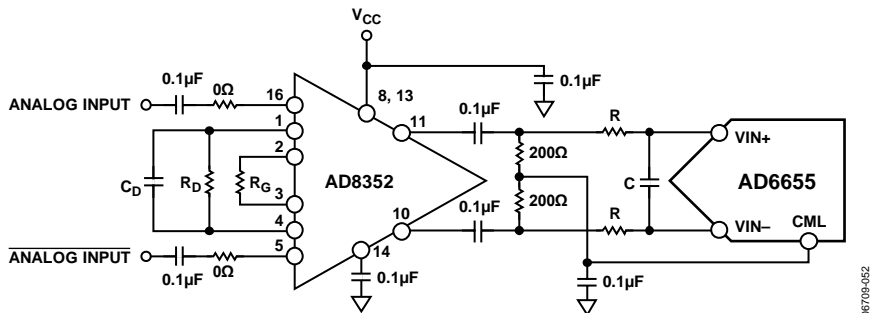 VCC
0.1µF
0Ω
16
8, 13
0.1µF
ANALOG INPUT
1
11
0.1µF
R
VIN+
2
200Ω
CD
RD
RG
AD8352
C
AD6655
3
200Ω
4
10
0.1µF
R
VIN–
CML
ANALOG INPUT
5
14
0.1µF
0Ω
0.1µF
0.1µF
06709-052